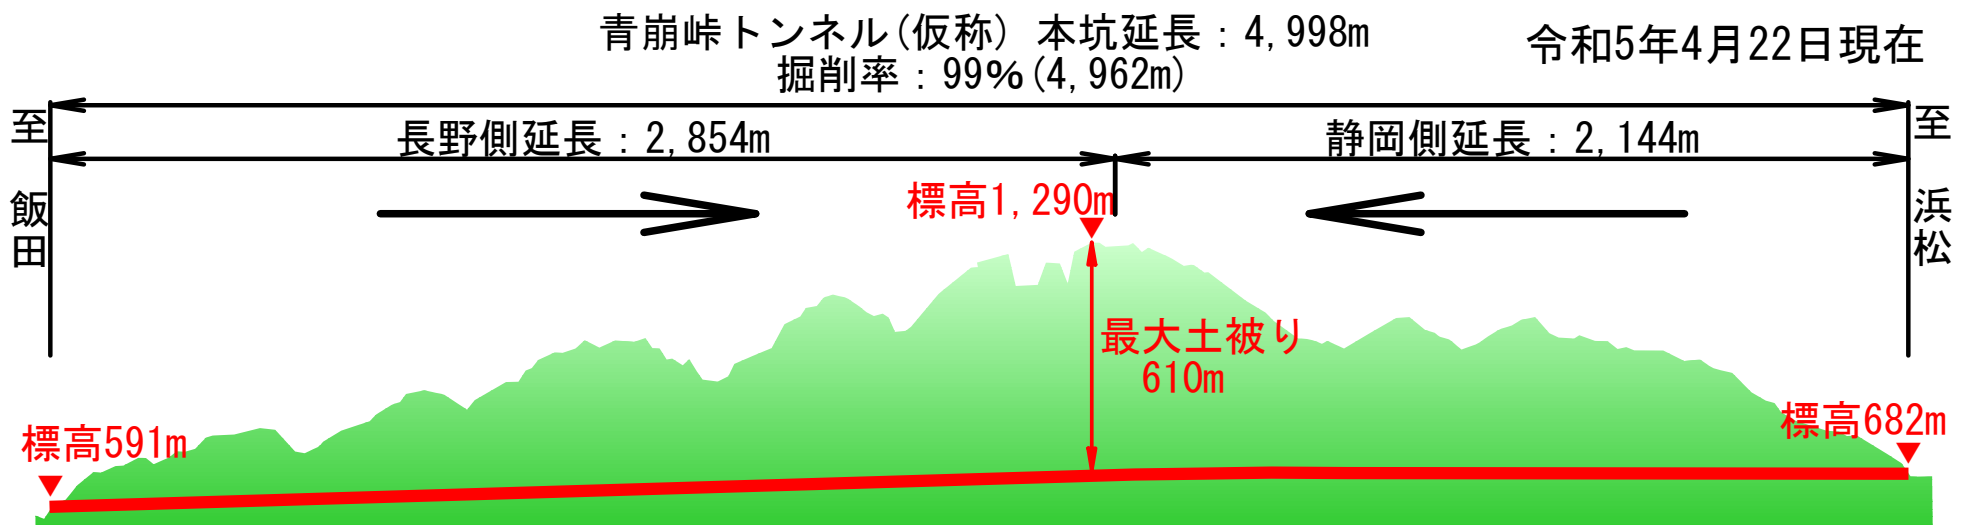 青崩峠トンネル(仮称) 本坑延長：4,998m
掘削率：99%(4,962m)
令和5年4月22日現在
至飯田
長野側延長：2,854m
静岡側延長：2,144m
至浜松
標高1,290m
最大土被り
610m
標高591m
標高682m